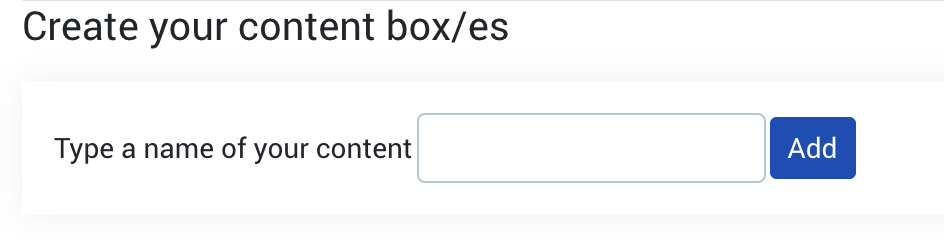 Create your content box/es
Type a name of your content Add